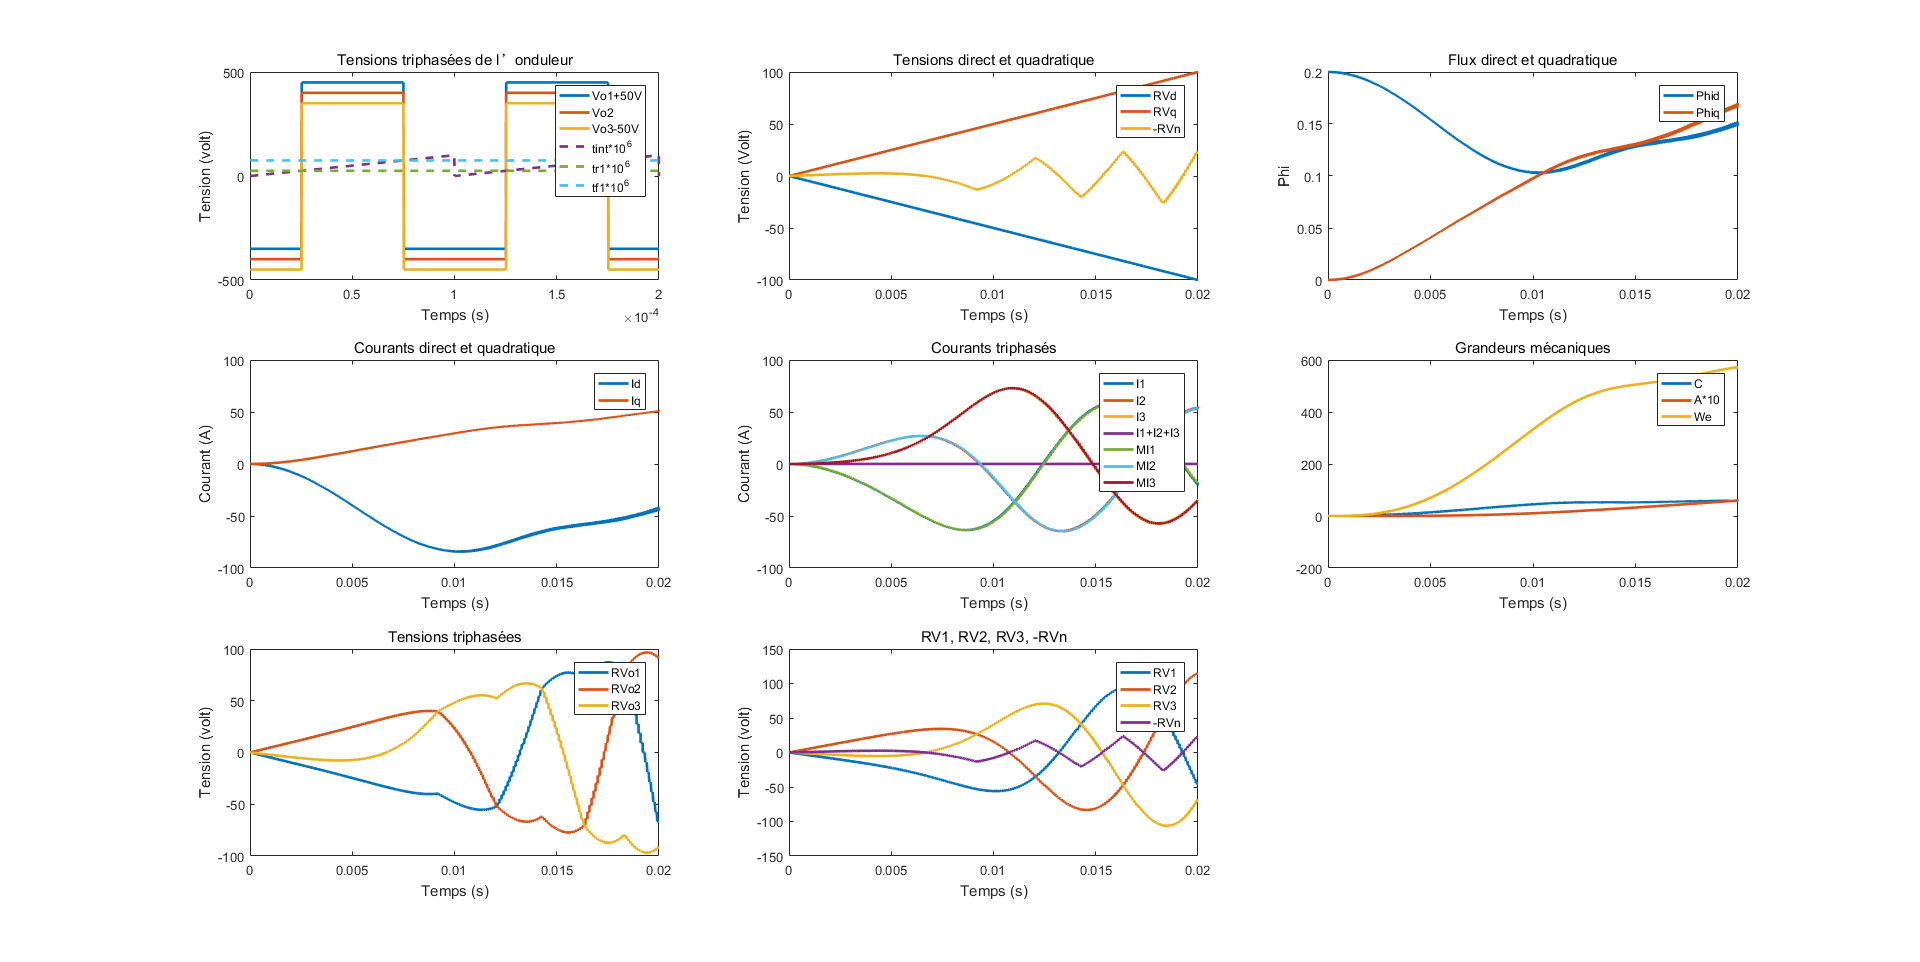 Tensions triphasées de l’ onduleur
500
0
-500
Tension (volt)
Vo1+50V
Vo2
Vo3-50V
tint*10^6
tr1*10^6
tf1*10^6
0 0.5 1 1.5 2
×10^-4
Temps (s)
Tensions direct et quadratique
100
50
0
-50
-100
Tension (Volt)
RVd
RVq
-RVn
0 0.005 0.01 0.015 0.02
Temps (s)
Flux direct et quadratique
0.2
0.15
0.1
0.05
0
Phi
Phid
Phiq
0 0.005 0.01 0.015 0.02
Temps (s)
Courants direct et quadratique
100
50
0
-50
-100
Courant (A)
Id
Iq
0 0.005 0.01 0.015 0.02
Temps (s)
Courants triphasés
100
50
0
-50
-100
Courant (A)
I1
I2
I3
I1+I2+I3
MI1
MI2
MI3
0 0.005 0.01 0.015 0.02
Temps (s)
Grandeurs mécaniques
600
400
200
0
-200
C
A*10
We
0 0.005 0.01 0.015 0.02
Temps (s)
Tensions triphasées
100
50
0
-50
-100
Tension (volt)
RVo1
RVo2
RVo3
0 0.005 0.01 0.015 0.02
Temps (s)
RV1, RV2, RV3, -RVn
150
100
50
0
-50
-100
-150
Tension (volt)
RV1
RV2
RV3
-RVn
0 0.005 0.01 0.015 0.02
Temps (s)